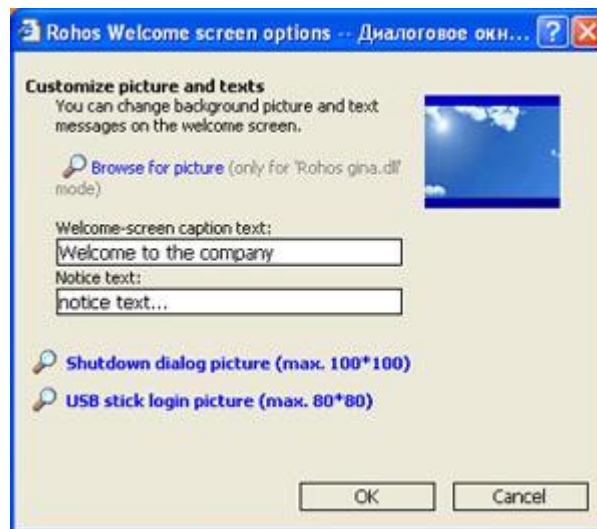 Rohos Welcome screen options -- Диалоговое окн...
Customize picture and texts
You can change background picture and text
messages on the welcome screen.
Browse for picture (only for 'Rohos gina.dll'
mode)
Welcome-screen caption text:
Welcome to the company
Notice text:
notice text...
Shutdown dialog picture (max. 100*100)
USB stick login picture (max. 80*80)
OK Cancel